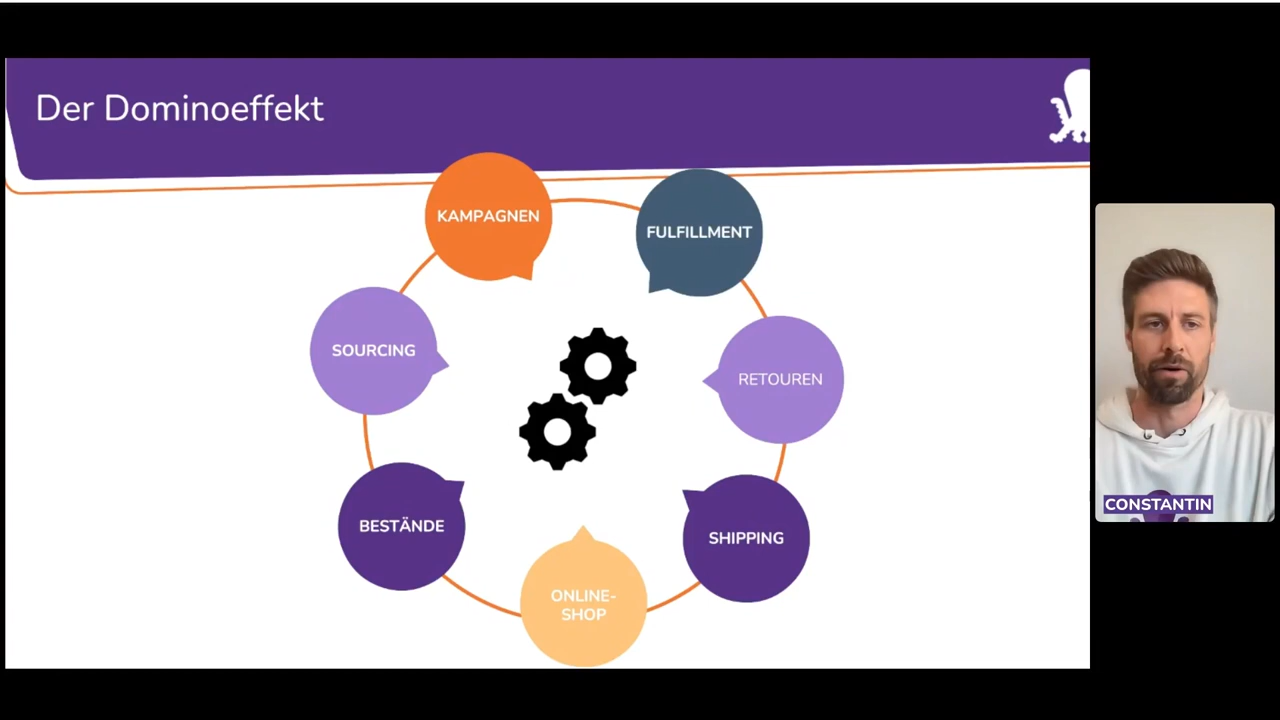 Der Dominoeffekt
KAMPAGNEN
FULFILLMENT
SOURCING
RETOUREN
BESTÄNDE
SHIPPING
ONLINE-
SHOP
CONSTANTIN